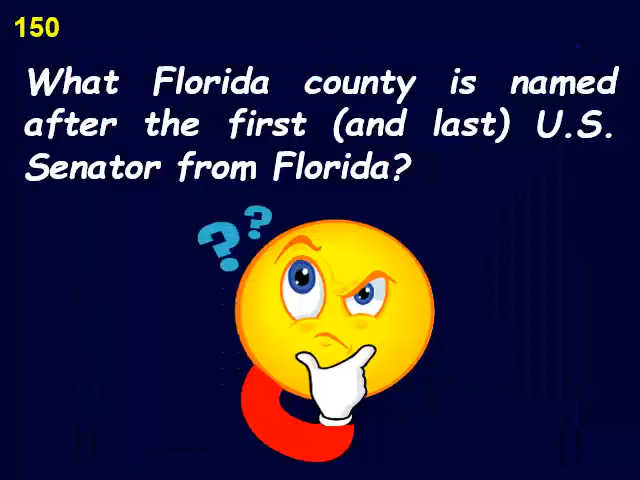 150
What Florida county is named
after the first (and last) U.S.
Senator from Florida?
??